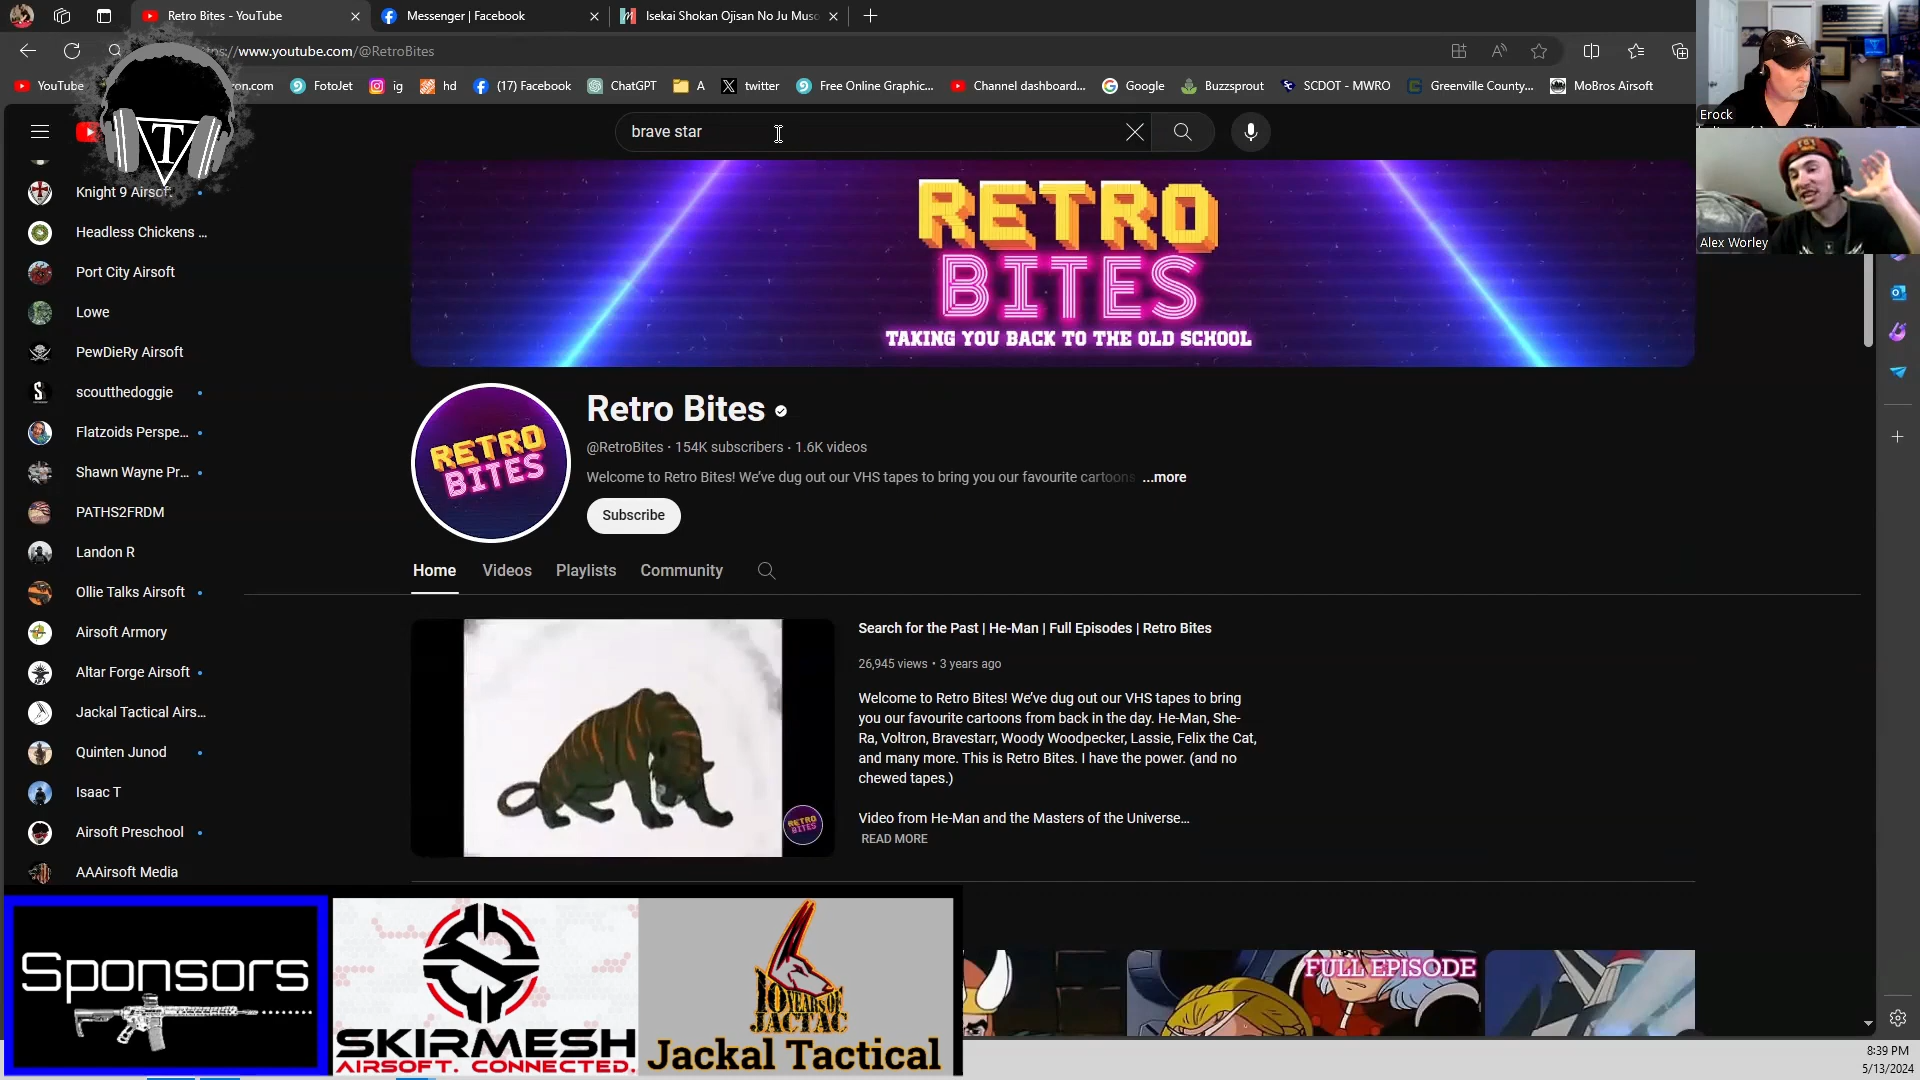 Retro Bites - YouTube
Messenger | Facebook
Isekai Shokan Ojisan No Ju Muso
www.youtube.com/@RetroBites
YouTube
on.com
FotoJet
ig
hd
(17) Facebook
ChatGPT
A
twitter
Free Online Graphic...
Channel dashboard...
Google
Buzzsprout
SCDOT - MWRO
Greenville County...
MoBros Airsoft
Erock
Alex Worley
T
brave star
Knight 9 Airsoft
Headless Chickens ...
Port City Airsoft
Lowe
PewDieRy Airsoft
scoutthedoggie
Flatzoids Perspe...
Shawn Wayne Pr...
PATHS2FRDM
Landon R
Ollie Talks Airsoft
Airsoft Armory
Altar Forge Airsoft
Jackal Tactical Airs...
Quinten Junod
Isaac T
Airsoft Preschool
AAAirsoft Media
RETRO
BITES
TAKING YOU BACK TO THE OLD SCHOOL
RETRO
BITES
Retro Bites
@RetroBites · 154K subscribers · 1.6K videos
Welcome to Retro Bites! We've dug out our VHS tapes to bring you our favourite cartoons ...more
Subscribe
Home
Videos
Playlists
Community
RETRO
BITES
Search for the Past | He-Man | Full Episodes | Retro Bites
26,945 views • 3 years ago
Welcome to Retro Bites! We've dug out our VHS tapes to bring
you our favourite cartoons from back in the day. He-Man, She-
Ra, Voltron, Bravestarr, Woody Woodpecker, Lassie, Felix the Cat,
and many more. This is Retro Bites. I have the power. (and no
chewed tapes.)
Video from He-Man and the Masters of the Universe...
READ MORE
FULL EPISODE
Sponsors
SKIRMESH
AIRSOFT. CONNECTED.
10 YEARS OF
JACTAC
Jackal Tactical
8:39 PM
5/13/2024